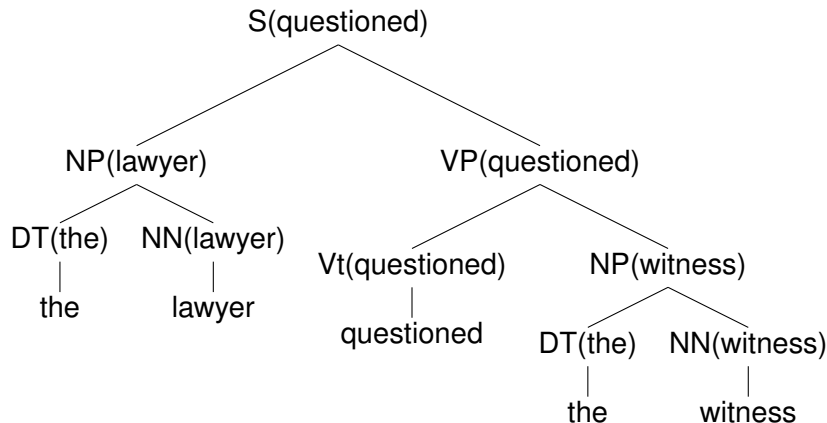 S(questioned)
NP(lawyer) VP(questioned)
DT(the) NN(lawyer)
the lawyer
Vt(questioned) NP(witness)
questioned
DT(the) NN(witness)
the witness